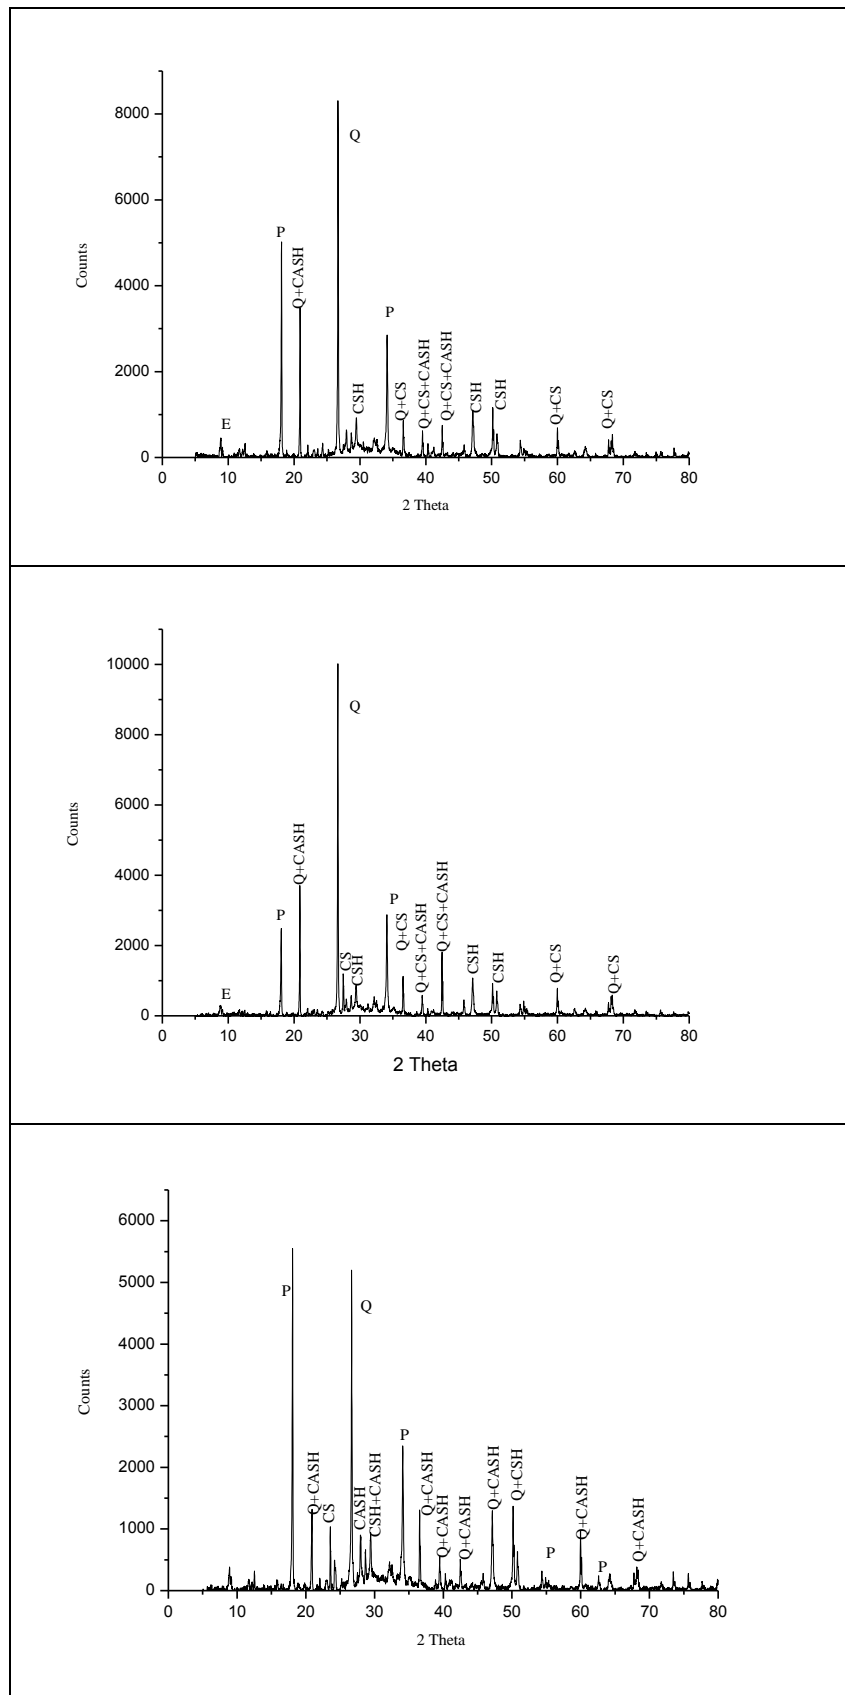 8000
6000
4000
2000
0
Counts
E
P
Q+CASH
Q
CSH
P
Q+CS
Q+CS+CASH
Q+CS+CASH
CSH
CSH
Q+CS
Q+CS
0 10 20 30 40 50 60 70 80
2 Theta
10000
8000
6000
4000
2000
0
Counts
E
P
Q+CASH
Q
CS
CSH
P
Q+CS
Q+CS+CASH
Q+CS+CASH
CSH
CSH
Q+CS
Q+CS
0 10 20 30 40 50 60 70 80
2 Theta
6000
5000
4000
3000
2000
1000
0
Counts
P
Q+CASH
CS
Q
CASH
CSH+CASH
P
Q+CASH
Q+CASH
Q+CASH
Q+CASH
Q+CSH
P
Q+CASH
P
Q+CASH
0 10 20 30 40 50 60 70 80
2 Theta